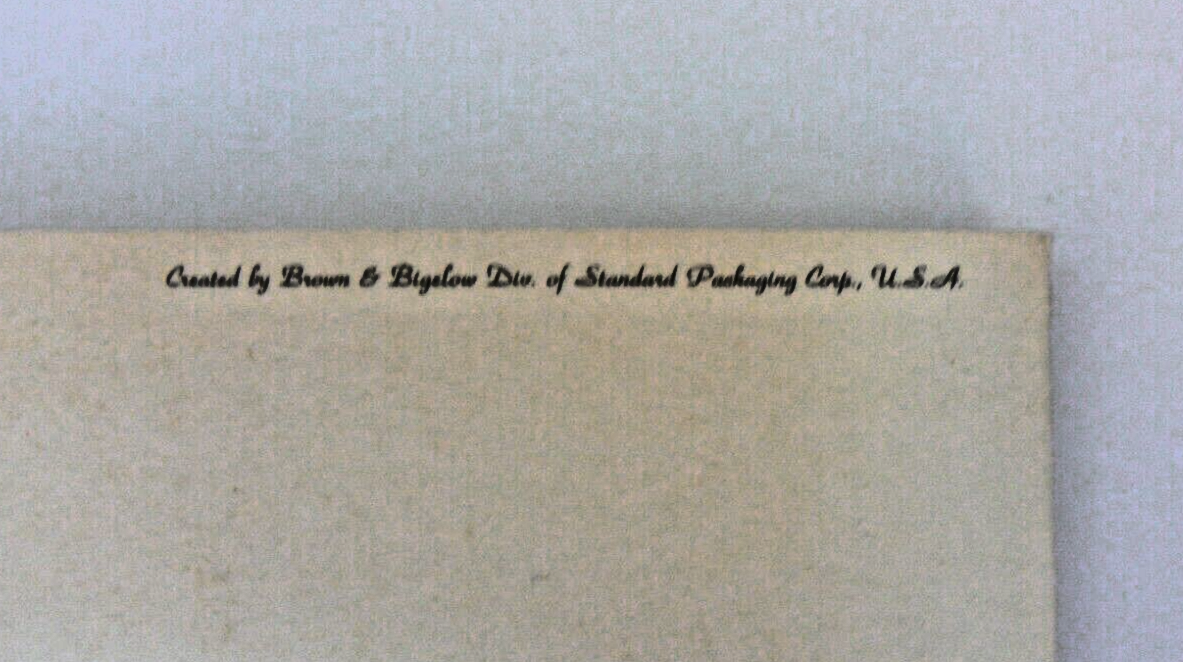 Created by Brown & Bigelow Div. of Standard Packaging Corp., U.S.A.